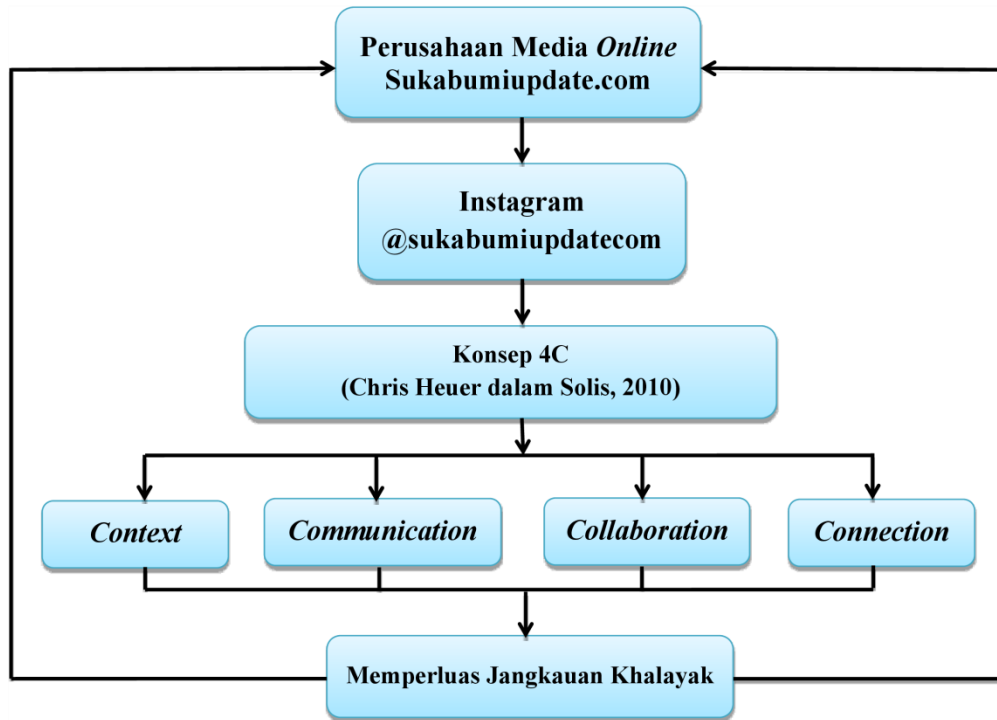 Perusahaan Media Online
Sukabumiupdate.com
Instagram
@sukabumiupdatecom
Konsep 4C
(Chris Heuer dalam Solis, 2010)
Context
Communication
Collaboration
Connection
Memperluas Jangkauan Khalayak